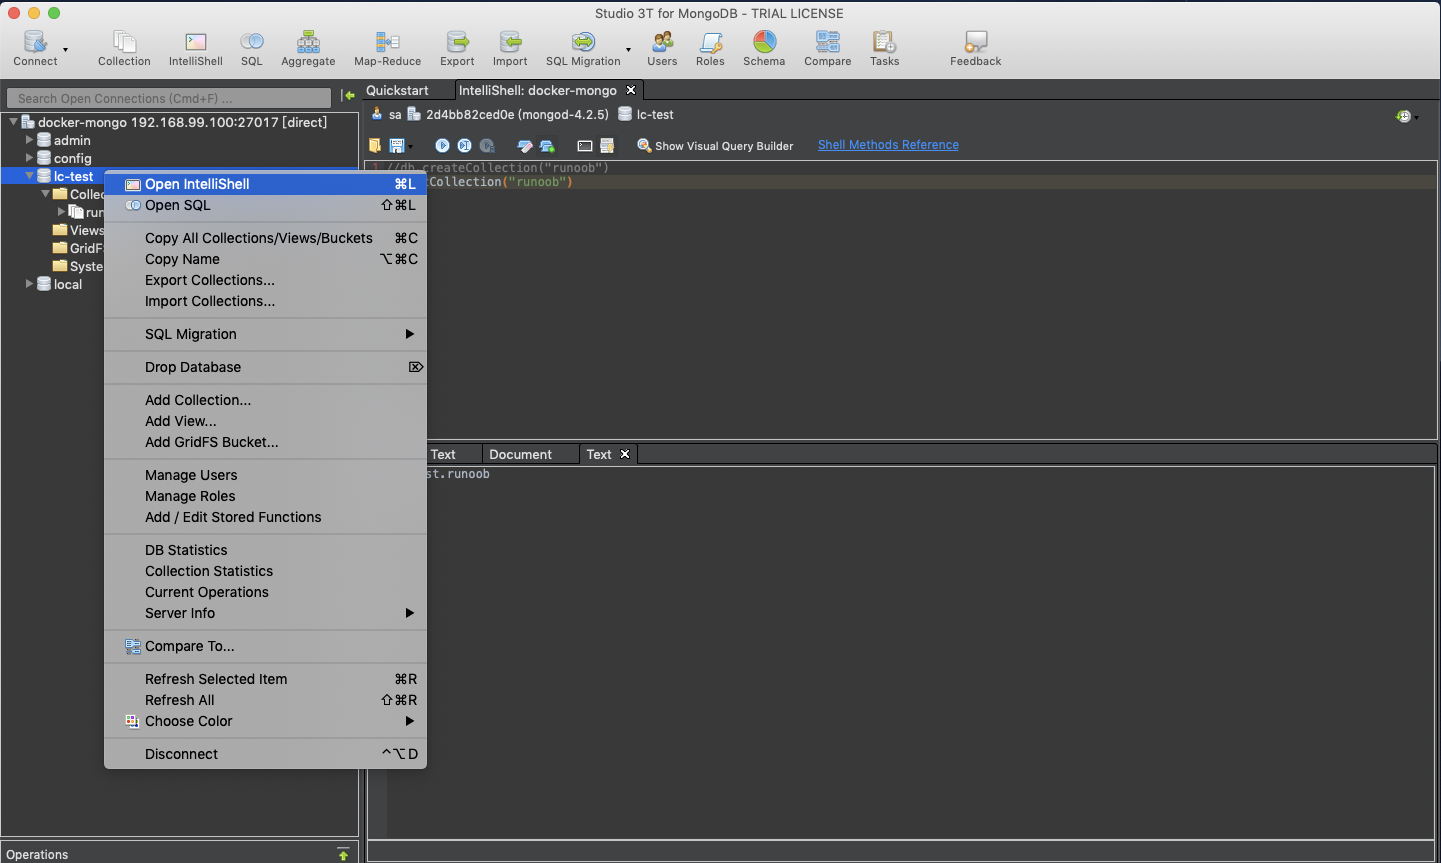 Studio 3T for MongoDB - TRIAL LICENSE
Connect
Collection
IntelliShell
SQL
Aggregate
Map-Reduce
Export
Import
SQL Migration
Users
Roles
Schema
Compare
Tasks
Feedback
Search Open Connections (Cmd+F) ...
Quickstart
IntelliShell: docker-mongo
sa 2d4bb82ced0e (mongod-4.2.5) lc-test
Show Visual Query Builder
Shell Methods Reference
docker-mongo 192.168.99.100:27017 [direct]
admin
config
lc-test
Collec
run
Views
GridF
Syste
local
1 //db.createCollection("runoob")
tCollection("runoob")
Open IntelliShell ⌘L
Open SQL ⇧⌘L
Copy All Collections/Views/Buckets ⌘C
Copy Name ⌥⌘C
Export Collections...
Import Collections...
SQL Migration
Drop Database ⌦
Add Collection...
Add View...
Add GridFS Bucket...
Manage Users
Manage Roles
Add / Edit Stored Functions
DB Statistics
Collection Statistics
Current Operations
Server Info
Compare To...
Refresh Selected Item ⌘R
Refresh All ⇧⌘R
Choose Color
Disconnect ^⌥D
Text
Document
Text
st.runoob
Operations